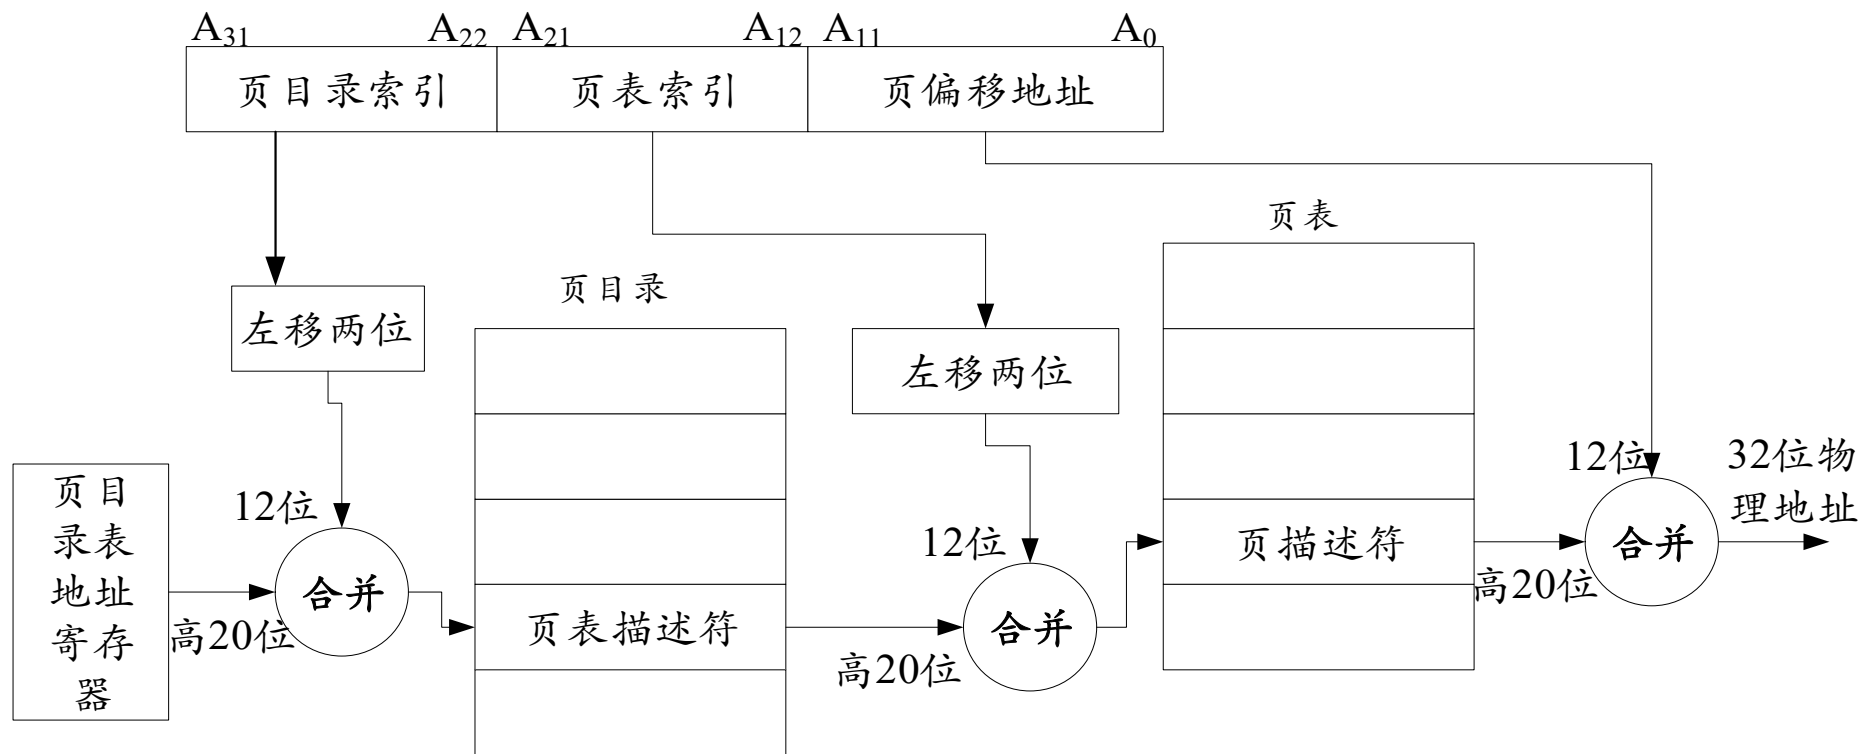 A31 A22 A21 A12 A11 A0
页目录索引 页表索引 页偏移地址
页表
页目录
左移两位
左移两位
页目
录表
地址
寄存
器
12位
合并
高20位
页表描述符
12位
合并
高20位
页描述符
12位
合并
高20位
32位物
理地址